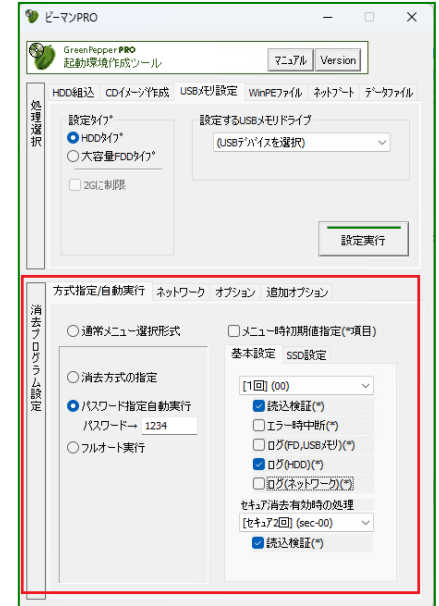 ピーマンPRO
GreenPepper PRO
起動環境作成ツール
マニュアル Version
処理選択
HDD組込 CDイメージ作成 USBメモリ設定 WinPEファイル ネットブート データファイル
設定タイプ 設定するUSBメモリドライブ
HDDタイプ (USBデバイスを選択)
大容量FDDタイプ
2Gに制限
設定実行
消去プログラム設定
方式指定/自動実行 ネットワーク オプション 追加オプション
通常メニュー選択形式 メニュー時初期値指定(*項目)
基本設定 SSD設定
消去方式の指定 [1回] (00)
パスワード指定自動実行 読込検証(*)
パスワード→ 1234 エラー時中断(*)
フルオート実行 ログ(FD,USBメモリ)(*)
ログ(HDD)(*)
ログ(ネットワーク)(*)
セキュア消去有効時の処理
[セキュア2回] (sec-00)
読込検証(*)